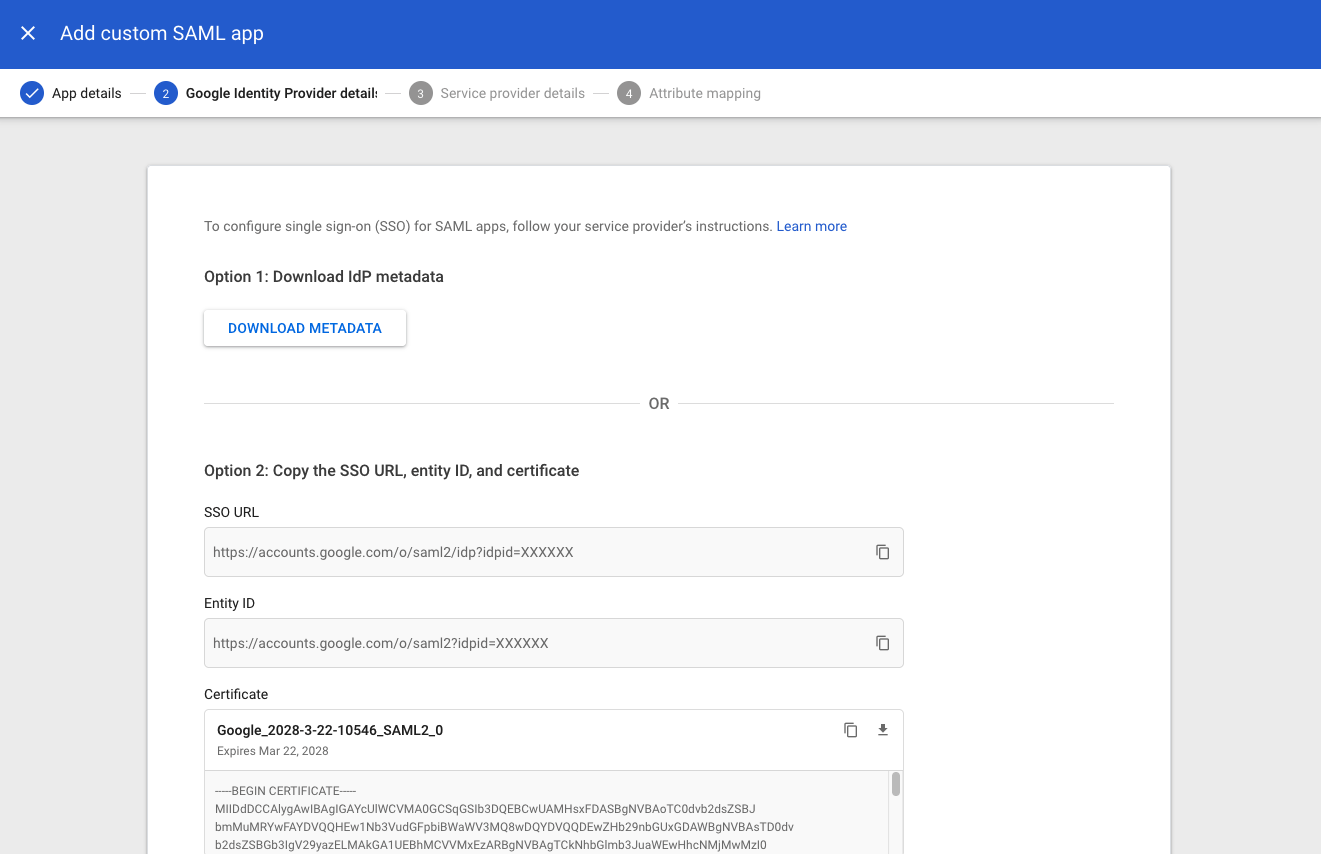 Add custom SAML app
App details
2 Google Identity Provider details
3 Service provider details
4 Attribute mapping
To configure single sign-on (SSO) for SAML apps, follow your service provider's instructions. Learn more
Option 1: Download IdP metadata
DOWNLOAD METADATA
OR
Option 2: Copy the SSO URL, entity ID, and certificate
SSO URL
https://accounts.google.com/o/saml2/idp?idpid=XXXXXX
Entity ID
https://accounts.google.com/o/saml2?idpid=XXXXXX
Certificate
Google_2028-3-22-10546_SAML2_0
Expires Mar 22, 2028
-----BEGIN CERTIFICATE-----
MIIDdDCCAlygAwIBAgIGAYcUlWCVMA0GCSqGSIb3DQEBCwUAMHsxFDASBgNVBAoTC0dvb2dsZSBJ
bmMuMRYwFAYDVQQHEw1Nb3VudGFpbiBWaWV3MQ8wDQYDVQQDEwZHb29nbGUxGDAWBgNVBAsTD0dv
b2dsZSBGb3IgV29yazELMAkGA1UEBhMCVVMxEzARBgNVBAgTCkNhbGlmb3JuaWEwHhcNMjMwMzI0